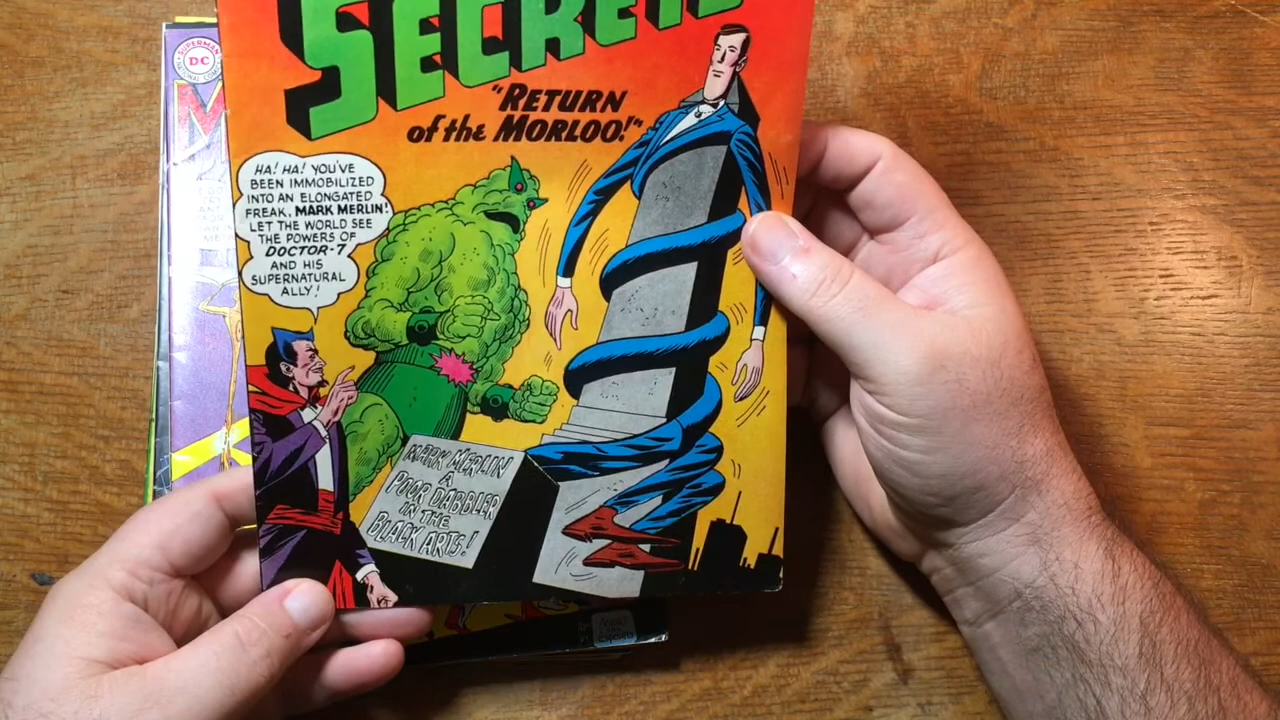 SUPERMAN
DC
NATIONAL COMICS
M
SECRETS
"RETURN
of the MORLOO!"
HA! HA! YOU'VE
BEEN IMMOBILIZED
INTO AN ELONGATED
FREAK, MARK MERLIN!
LET THE WORLD SEE
THE POWERS OF
DOCTOR-7
AND HIS
SUPERNATURAL
ALLY!
MARK MERLIN
A
POOR DABBLER
IN THE
BLACK ARTS!